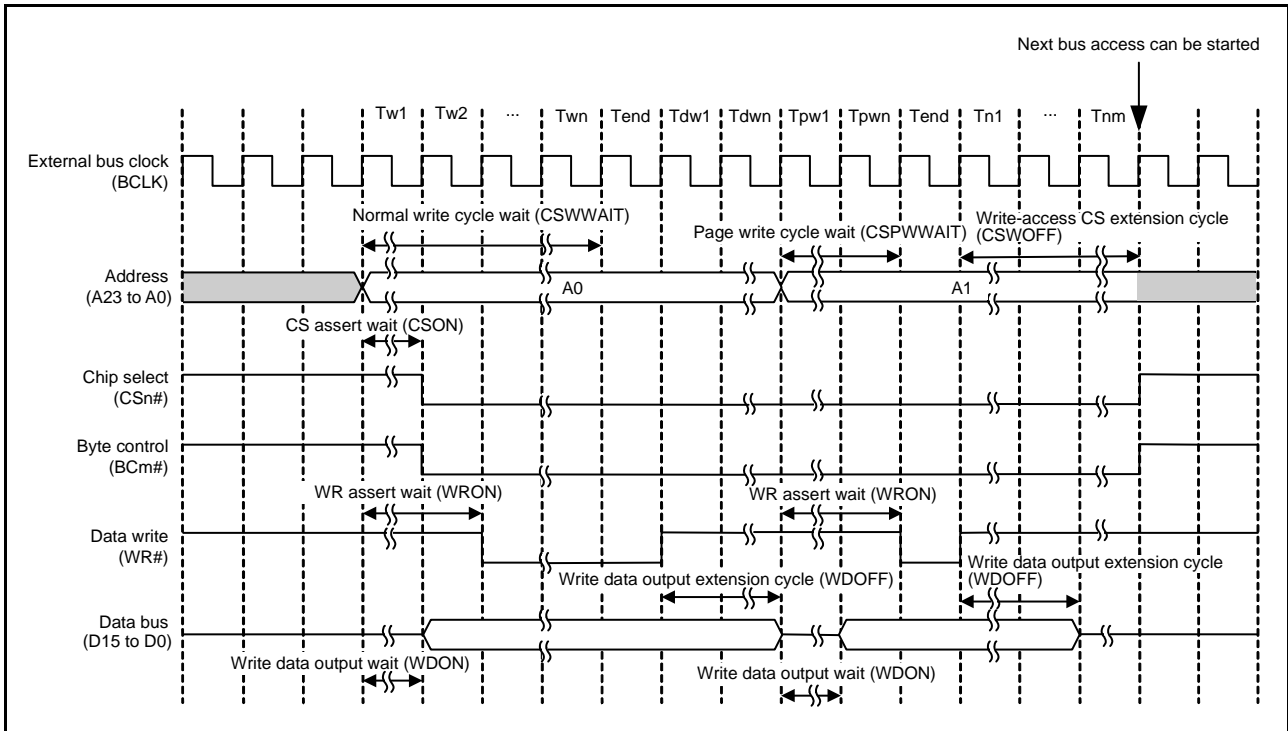 Next bus access can be started
Tw1 Tw2 ... Twn Tend Tdw1 Tdwn Tpw1 Tpwn Tend Tn1 ... Tnm
External bus clock
(BCLK)
Normal write cycle wait (CSWWAIT)
Page write cycle wait (CSPWWAIT)
Write-access CS extension cycle
(CSWOFF)
Address
(A23 to A0)
A0
A1
CS assert wait (CSON)
Chip select
(CSn#)
Byte control
(BCm#)
WR assert wait (WRON)
WR assert wait (WRON)
Data write
(WR#)
Write data output extension cycle (WDOFF)
Write data output extension cycle
(WDOFF)
Data bus
(D15 to D0)
Write data output wait (WDON)
Write data output wait (WDON)